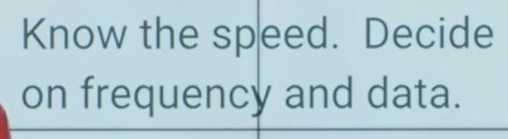 Know the speed. Decide
on frequency and data.